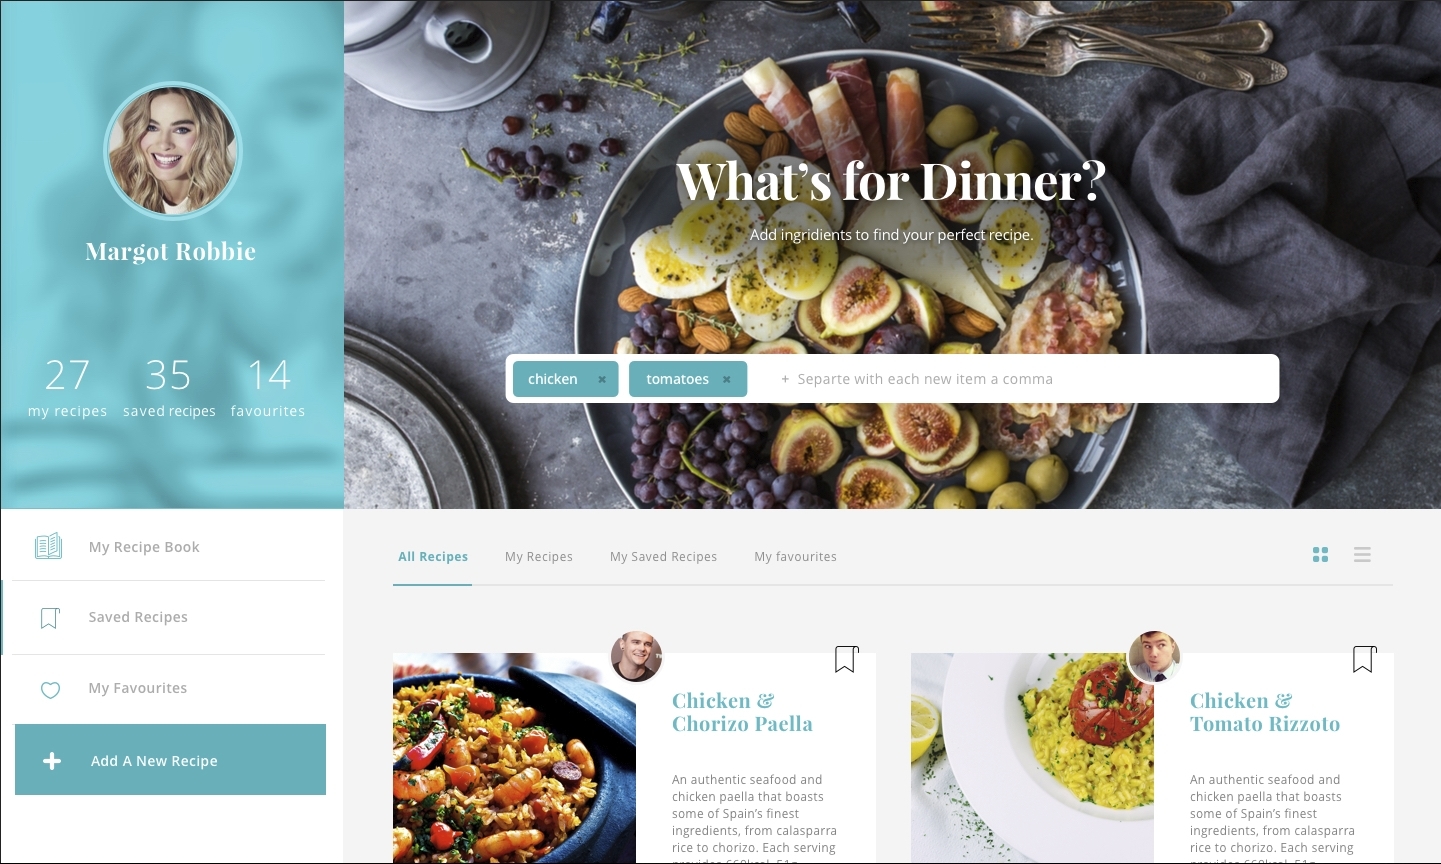 Margot Robbie
27 35 14
my recipes saved recipes favourites
My Recipe Book
Saved Recipes
My Favourites
Add A New Recipe
What's for Dinner?
Add ingridients to find your perfect recipe.
chicken × tomatoes × + Separte with each new item a comma
All Recipes My Recipes My Saved Recipes My favourites
Chicken &
Chorizo Paella
An authentic seafood and
chicken paella that boasts
some of Spain's finest
ingredients, from calasparra
rice to chorizo. Each serving
Chicken &
Tomato Rizzoto
An authentic seafood and
chicken paella that boasts
some of Spain's finest
ingredients, from calasparra
rice to chorizo. Each serving